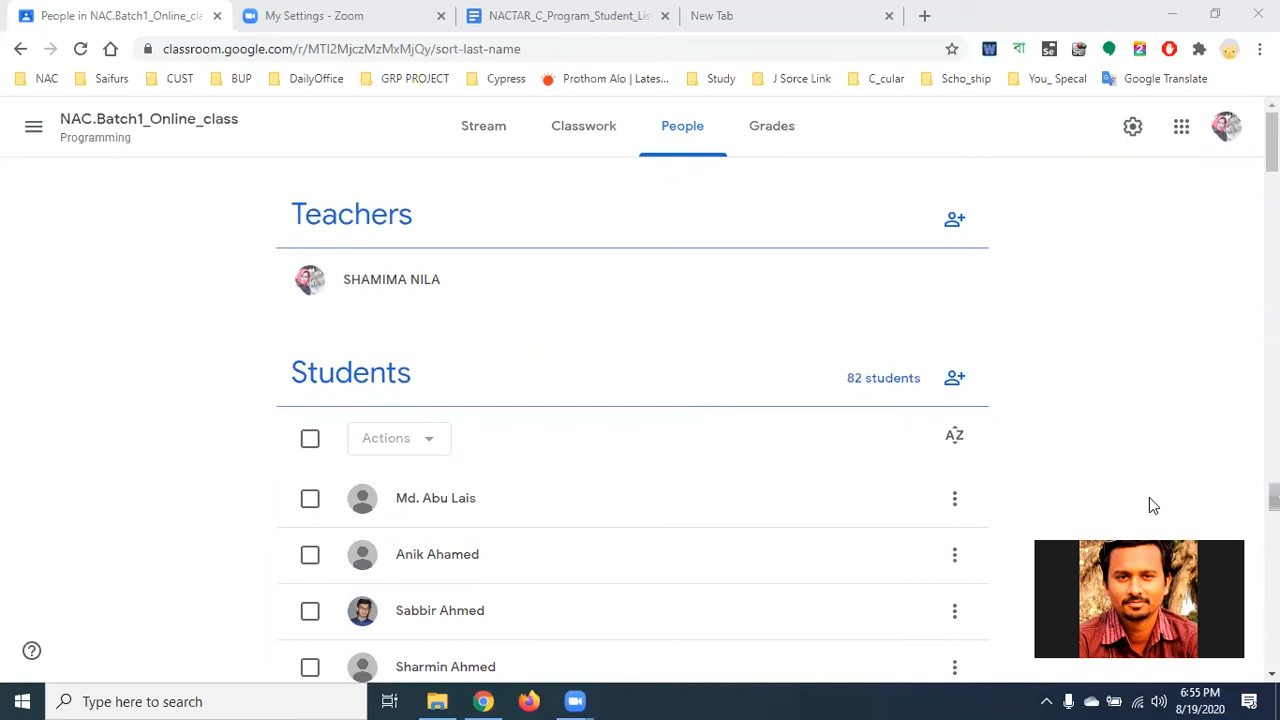 People in NAC.Batch1_Online_cla
My Settings - Zoom
NACTAR_C_Program_Student_Lis
New Tab
classroom.google.com/r/MTI2MjczMzMxMjQy/sort-last-name
NAC
Saifurs
CUST
BUP
DailyOffice
GRP PROJECT
Cypress
Prothom Alo | Lates...
Study
J Sorce Link
C_cular
Scho_ship
You_ Specal
Google Translate
NAC.Batch1_Online_class
Programming
Stream
Classwork
People
Grades
Teachers
SHAMIMA NILA
Students
82 students
Actions
AZ
Md. Abu Lais
Anik Ahamed
Sabbir Ahmed
Sharmin Ahmed
Type here to search
6:55 PM
8/19/2020